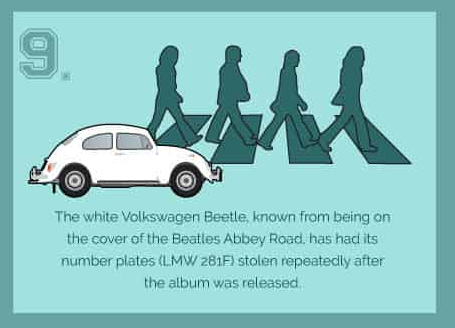 9.
The white Volkswagen Beetle, known from being on
the cover of the Beatles Abbey Road, has had its
number plates (LMW 281F) stolen repeatedly after
the album was released.